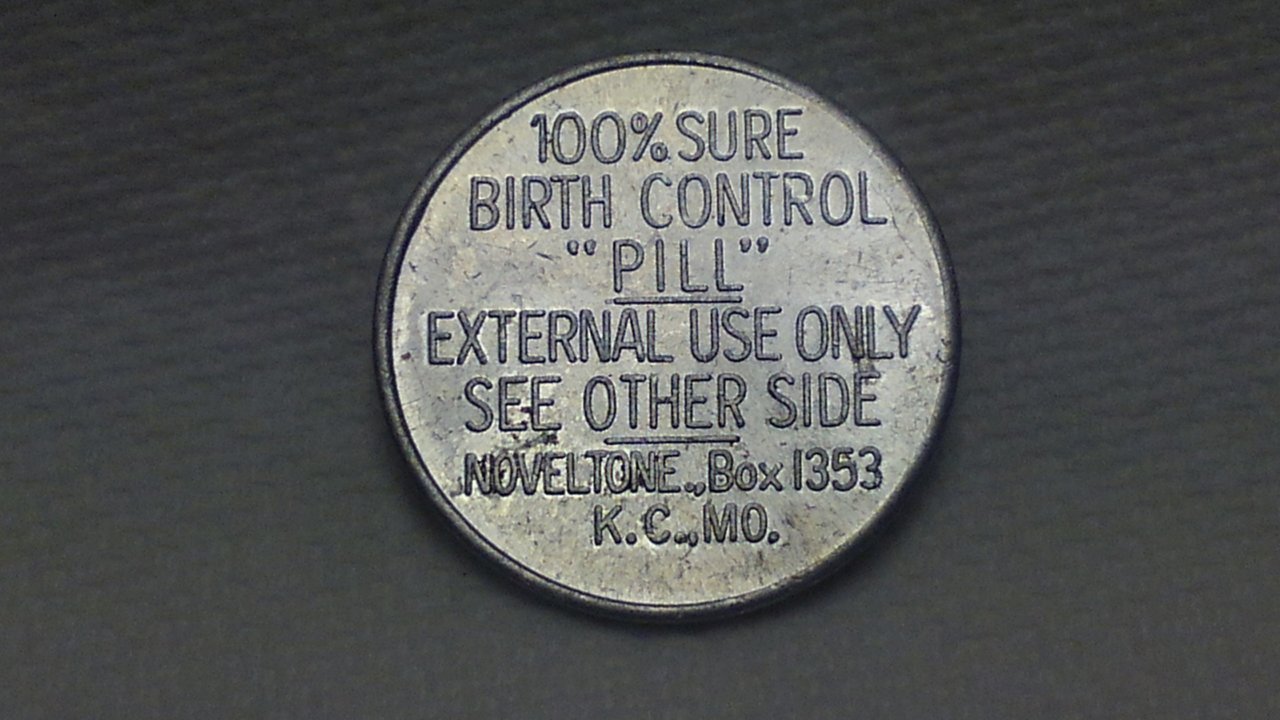 100% SURE
BIRTH CONTROL
"PILL"
EXTERNAL USE ONLY
SEE OTHER SIDE
NOVELTONE., Box 1353
K.C., MO.